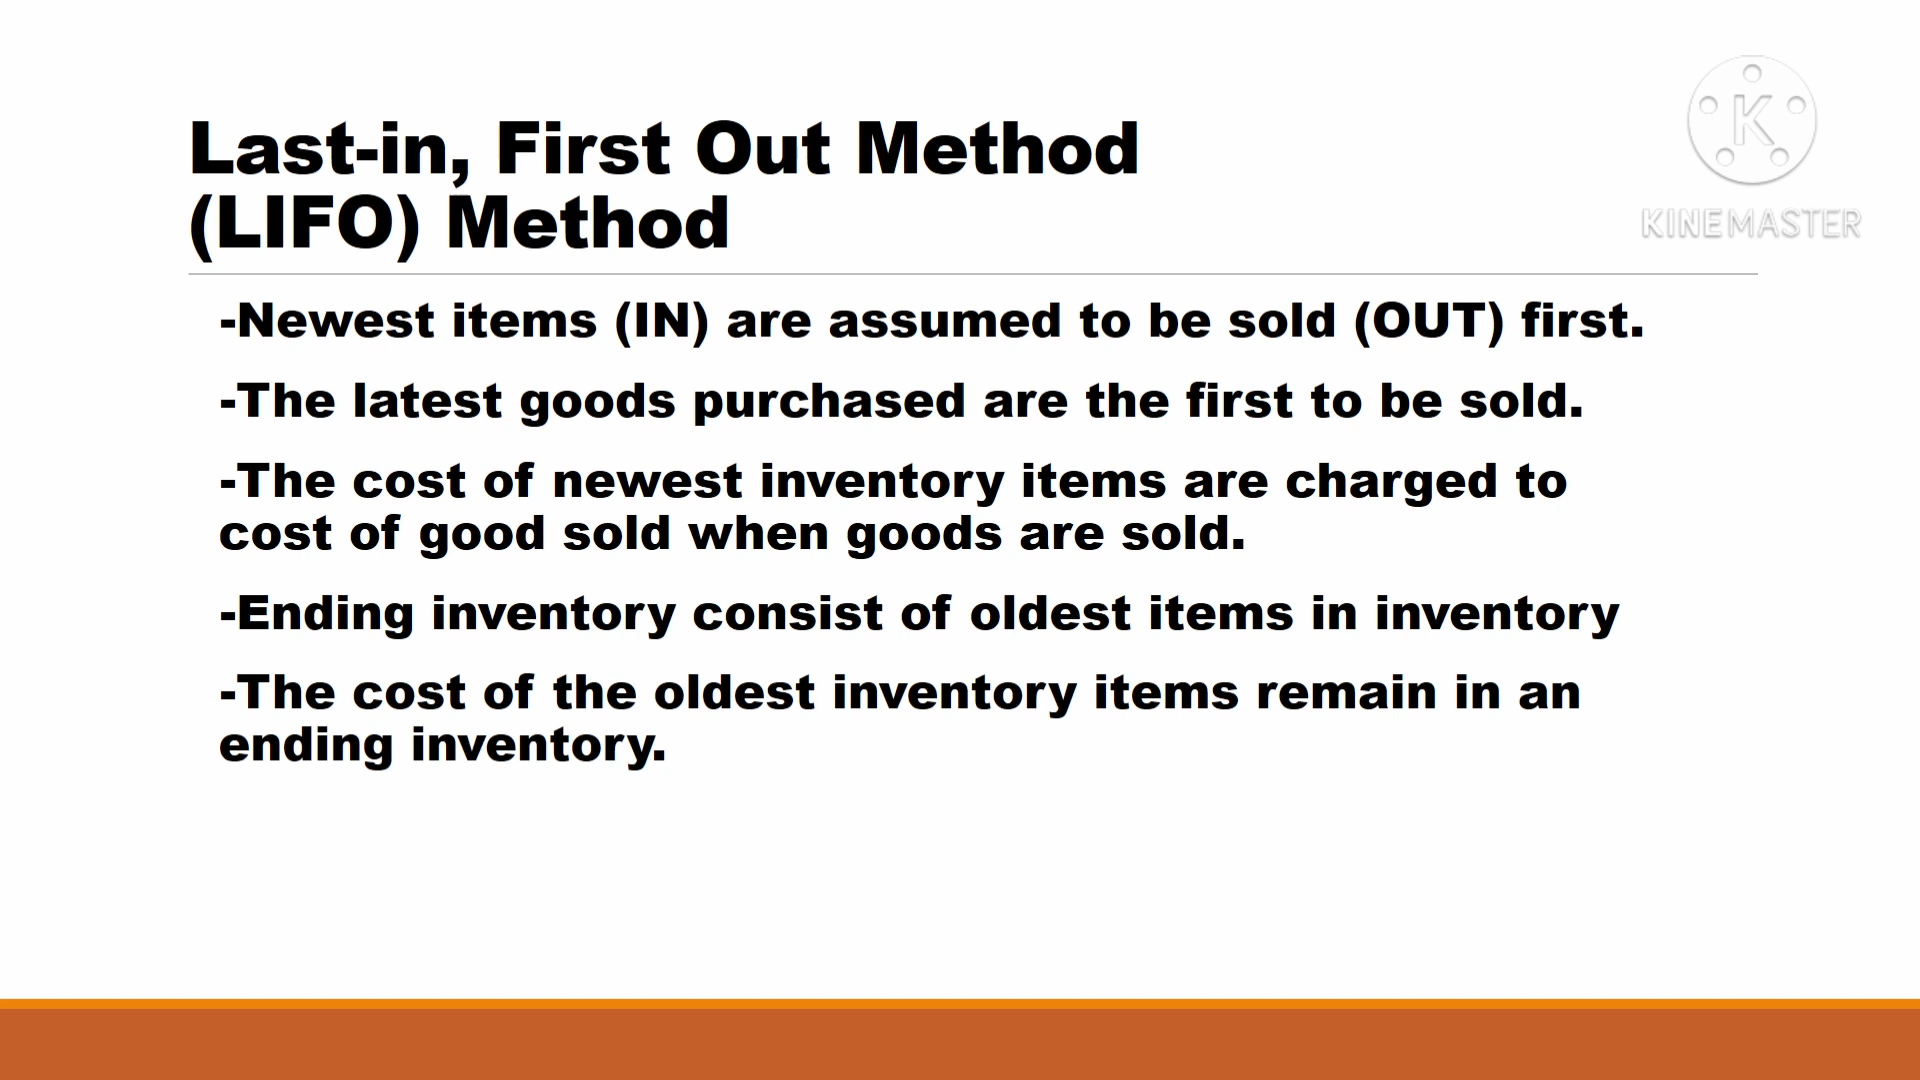 Last-in, First Out Method
(LIFO) Method
K
KINEMASTER
-Newest items (IN) are assumed to be sold (OUT) first.
-The latest goods purchased are the first to be sold.
-The cost of newest inventory items are charged to
cost of good sold when goods are sold.
-Ending inventory consist of oldest items in inventory
-The cost of the oldest inventory items remain in an
ending inventory.